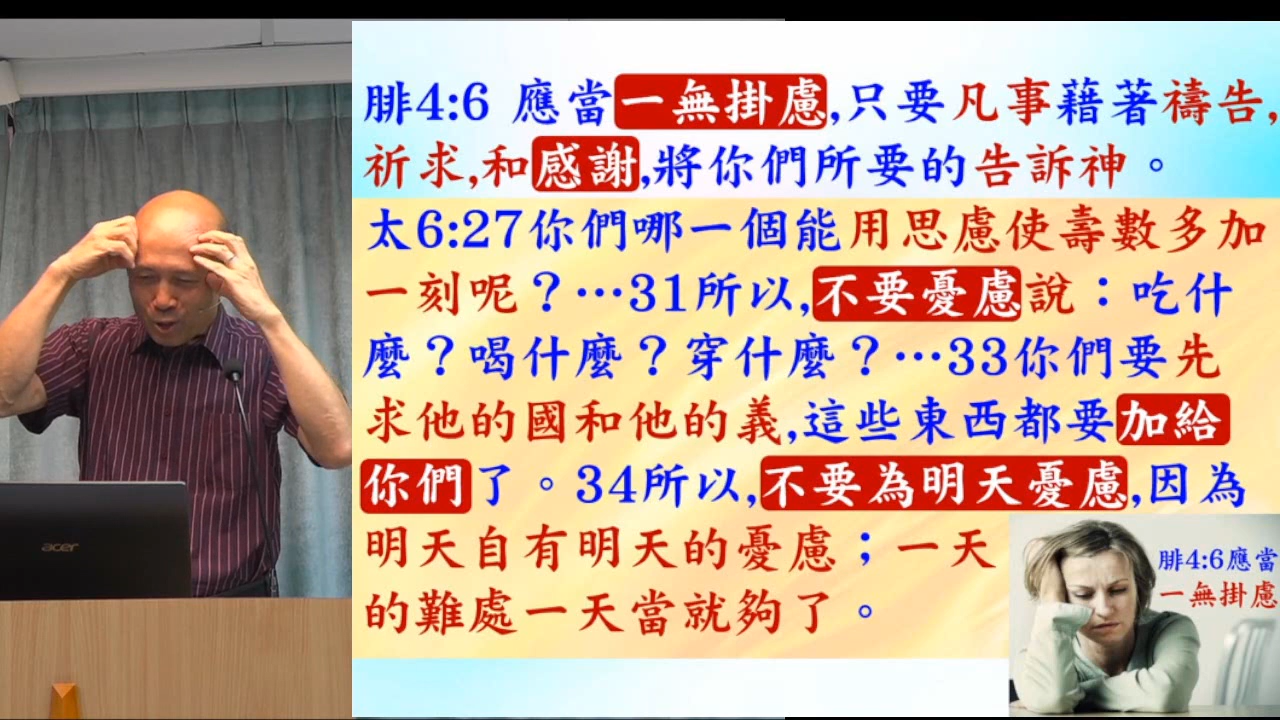 腓4:6 應當一無掛慮,只要凡事藉著禱告,
祈求,和感謝,將你們所要的告訴神。
太6:27你們哪一個能用思慮使壽數多加
一刻呢？…31所以,不要憂慮說：吃什
麼？喝什麼？穿什麼？…33你們要先
求他的國和他的義,這些東西都要加給
你們了。34所以,不要為明天憂慮,因為
明天自有明天的憂慮；一天
的難處一天當就夠了。
腓4:6應當
一無掛慮
acer